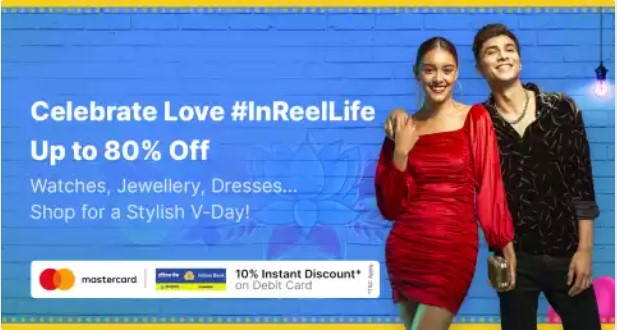 Celebrate Love #InReelLife
Up to 80% Off
Watches, Jewellery, Dresses...
Shop for a Stylish V-Day!
mastercard
Indian Bank
10% Instant Discount*
on Debit Card
*T&C Apply